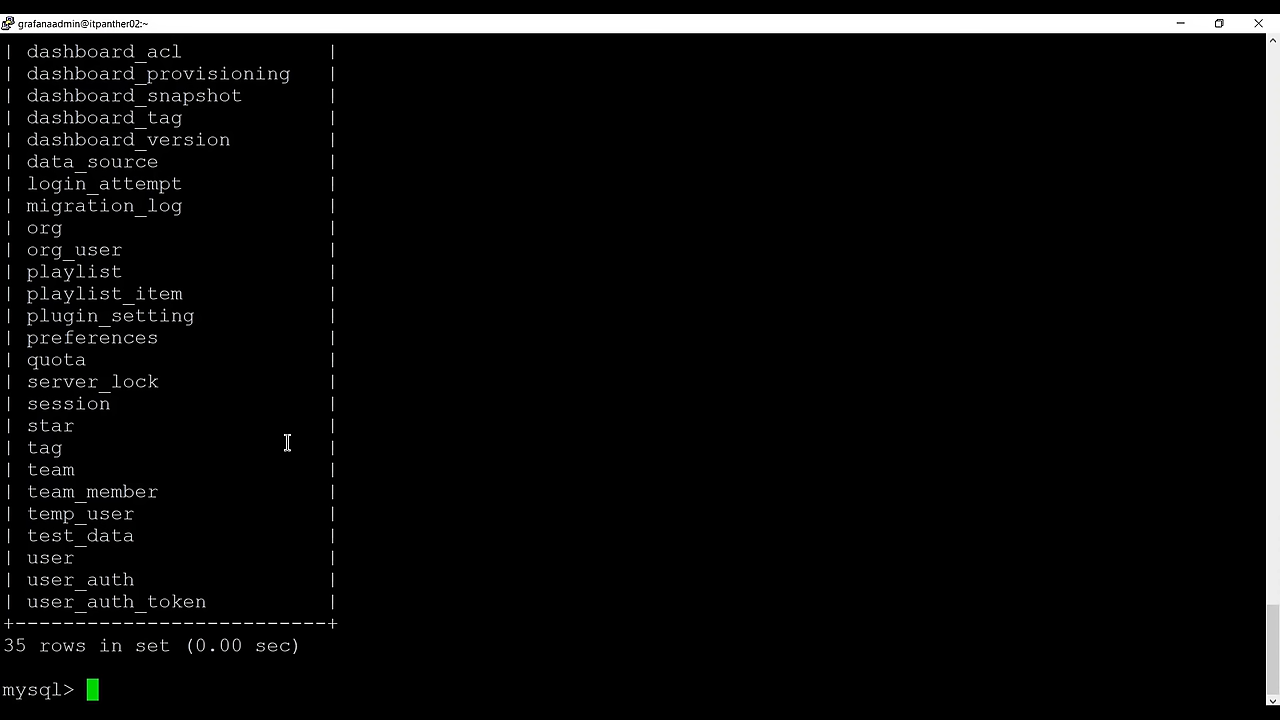 grafanaadmin@itpanther02:~
| dashboard_acl |
| dashboard_provisioning |
| dashboard_snapshot |
| dashboard_tag |
| dashboard_version |
| data_source |
| login_attempt |
| migration_log |
| org |
| org_user |
| playlist |
| playlist_item |
| plugin_setting |
| preferences |
| quota |
| server_lock |
| session |
| star |
| tag |
| team |
| team_member |
| temp_user |
| test_data |
| user |
| user_auth |
| user_auth_token |
+--------------------------+
35 rows in set (0.00 sec)
mysql>